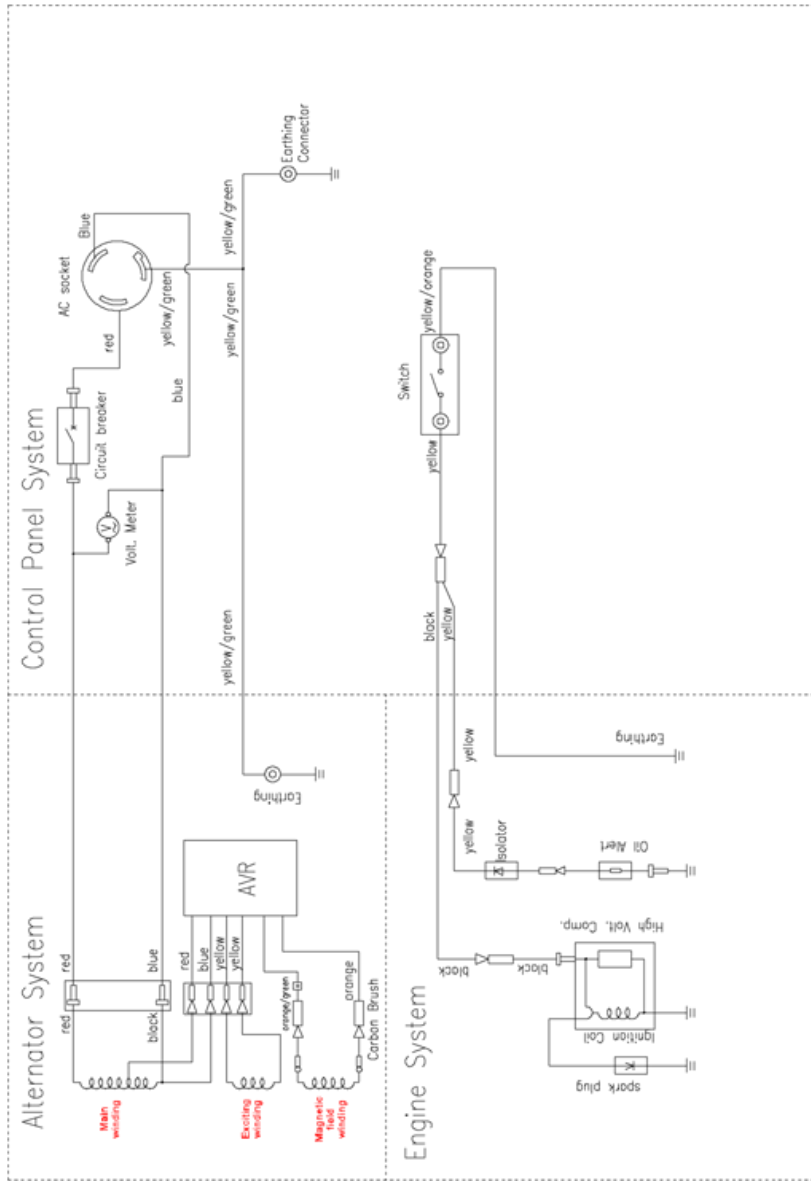 Control Panel System
AC socket
Blue
red
yellow/green
blue
Circuit breaker
V
Volt. Meter
yellow/green
yellow/green
Earthing
Connector
yellow/green
Switch
yellow/orange
yellow
black
yellow
Alternator System
red
red
blue
black
Main
winding
AVR
red
blue
yellow
yellow
Exciting
winding
orange/green
orange
Carbon Brush
Magnetic
field
winding
Earthing
Engine System
yellow
yellow
Isolator
Oil Alert
Earthing
High Volt. Comp.
black
black
Ignition Coil
spark plug